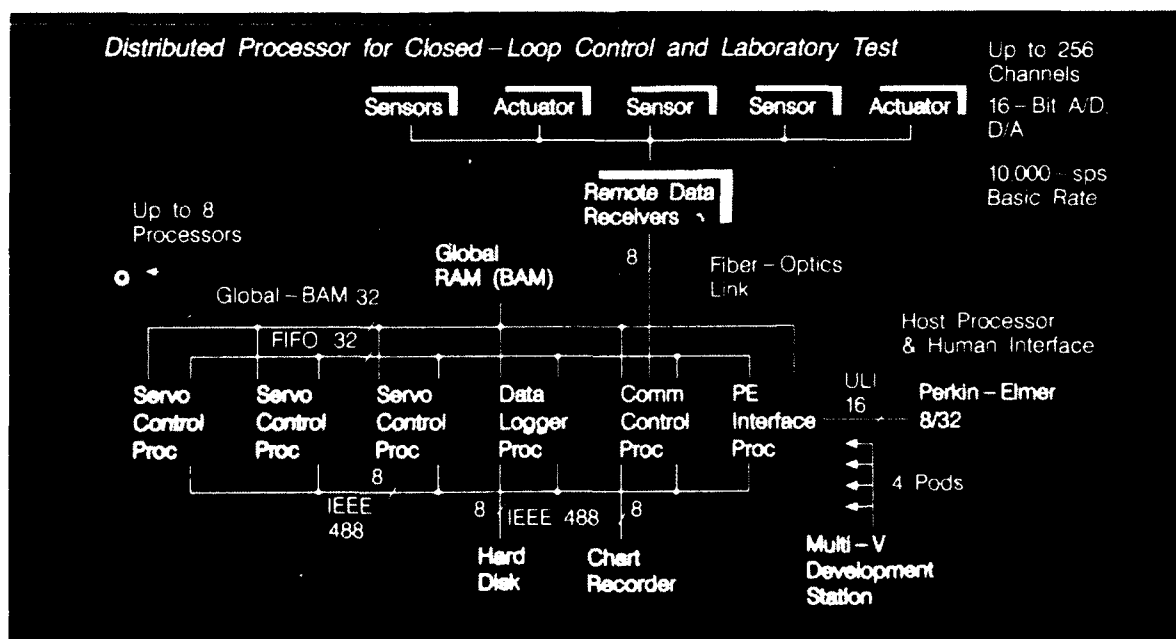 Distributed Processor for Closed-Loop Control and Laboratory Test
Up to 256
Channels
16-Bit A/D,
D/A
10,000-sps
Basic Rate
Sensors
Actuator
Sensor
Sensor
Actuator
Remote Data
Receivers
Up to 8
Processors
Global
RAM (BAM)
8
Fiber-Optics
Link
Global-BAM 32
FIFO 32
Host Processor
& Human Interface
Servo
Control
Proc
Servo
Control
Proc
Servo
Control
Proc
Data
Logger
Proc
Comm
Control
Proc
PE
Interface
Proc
ULI
16
Perkin-Elmer
8/32
8
IEEE
488
8
IEEE 488
8
4 Pods
Hard
Disk
Chart
Recorder
Multi-V
Development
Station